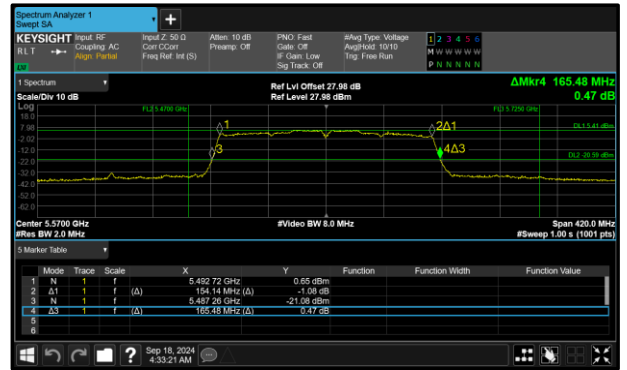 Spectrum Analyzer 1
Swept SA
KEYSIGHT Input: RF Input Z: 50 Ω Atten: 10 dB PNO: Fast #Avg Type: Voltage 1 2 3 4 5 6
RLT Coupling: AC Corr CCorr Preamp: Off Gate: Off Avg|Hold: 10/10 M W W W W W
Align: Partial Freq Ref: Int (S) IF Gain: Low Trig: Free Run
Sig Track: Off P N N N N N
LXI
1 Spectrum Ref Lvl Offset 27.98 dB ΔMkr4 165.48 MHz
Scale/Div 10 dB Ref Level 27.98 dBm 0.47 dB
Log
18.0 FL2 5.4700 GHz FL3 5.7250 GHz
7.98 1 2Δ1 DL1 5.41 dBm
-2.02
-12.0 3 4Δ3 DL2 -20.59 dBm
-22.0
-32.0
-42.0
-52.0
-62.0
Center 5.5700 GHz #Video BW 8.0 MHz Span 420.0 MHz
#Res BW 2.0 MHz #Sweep 1.00 s (1001 pts)
5 Marker Table
Mode Trace Scale X Y Function Function Width Function Value
1 N 1 f 5.492 72 GHz 0.65 dBm
2 Δ1 1 f (Δ) 154.14 MHz (Δ) -1.08 dB
3 N 1 f 5.487 26 GHz -21.08 dBm
4 Δ3 1 f (Δ) 165.48 MHz (Δ) 0.47 dB
5
6
? Sep 18, 2024
4:33:21 AM